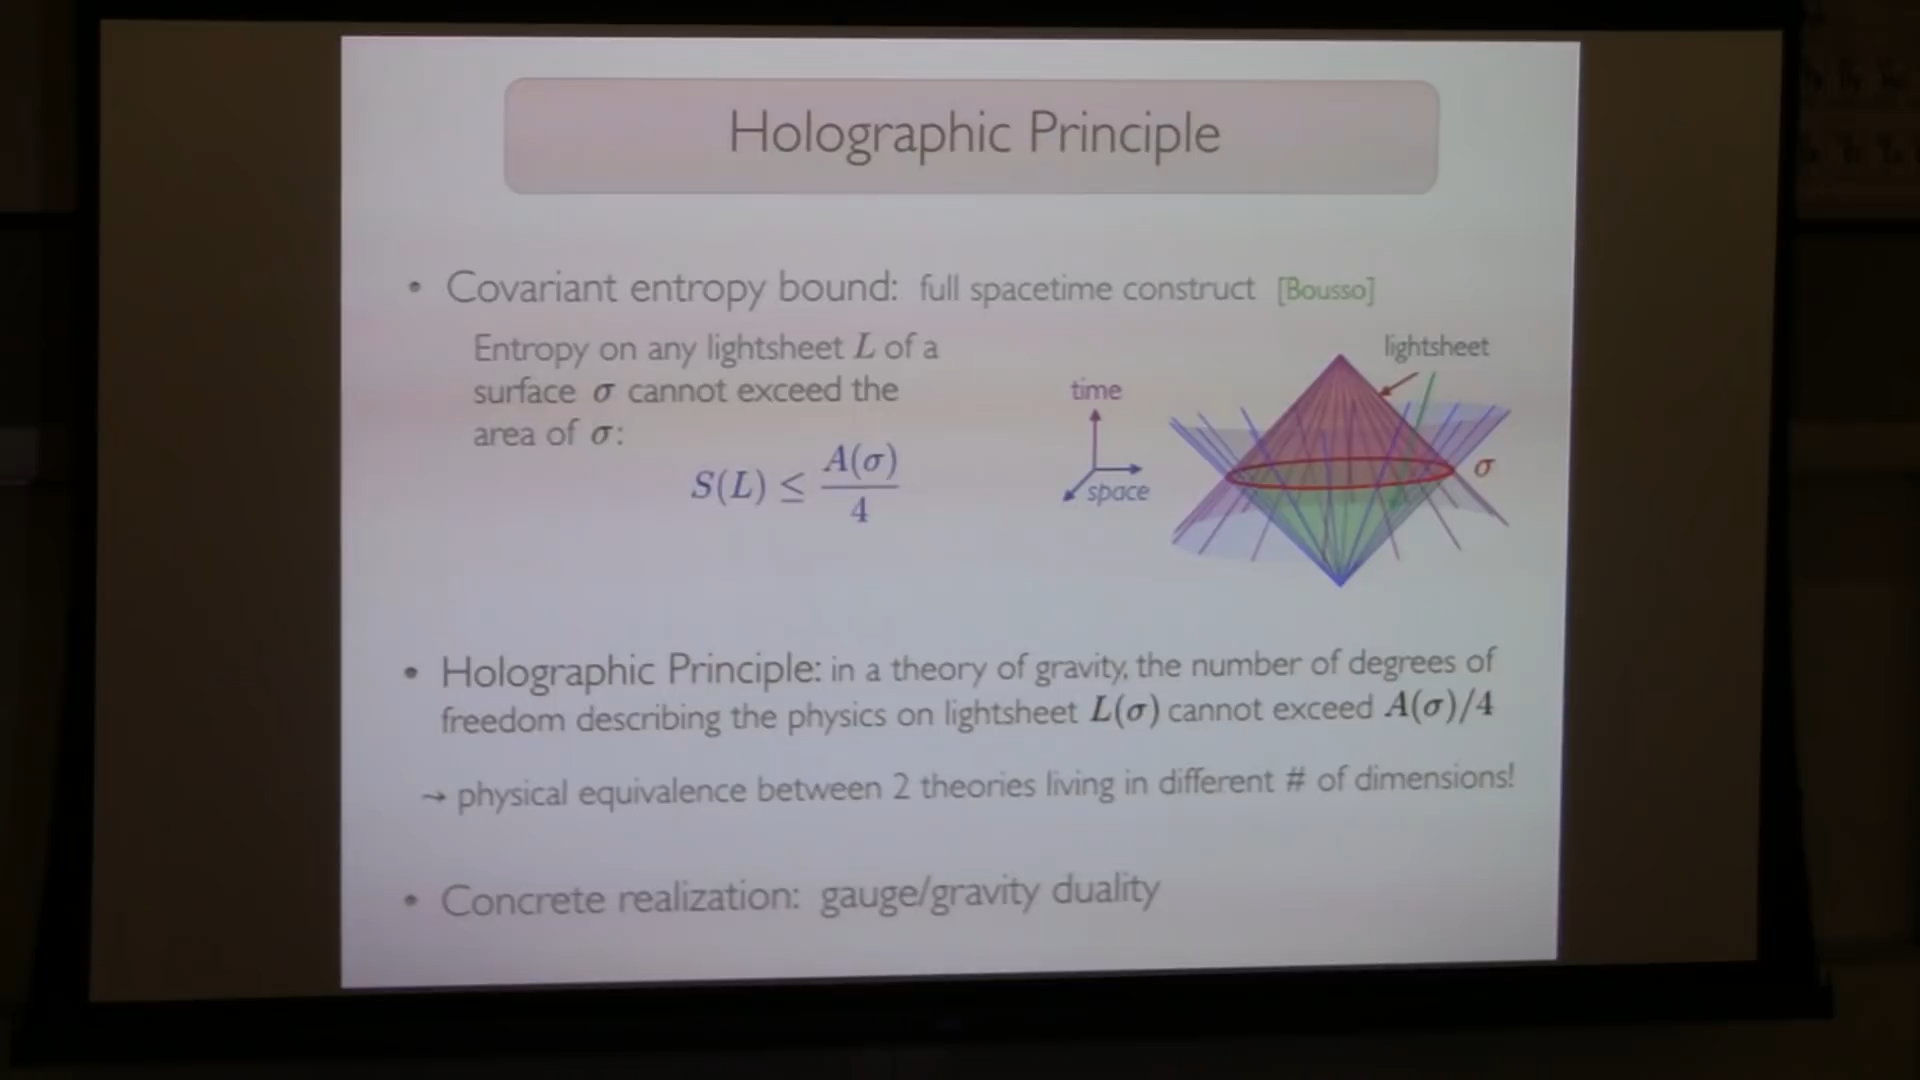 Holographic Principle
• Covariant entropy bound: full spacetime construct [Bousso]
Entropy on any lightsheet L of a
surface σ cannot exceed the
area of σ:
S(L) ≤ A(σ)/4
time
space
lightsheet
σ
• Holographic Principle: in a theory of gravity, the number of degrees of
freedom describing the physics on lightsheet L(σ) cannot exceed A(σ)/4
→ physical equivalence between 2 theories living in different # of dimensions!
• Concrete realization: gauge/gravity duality